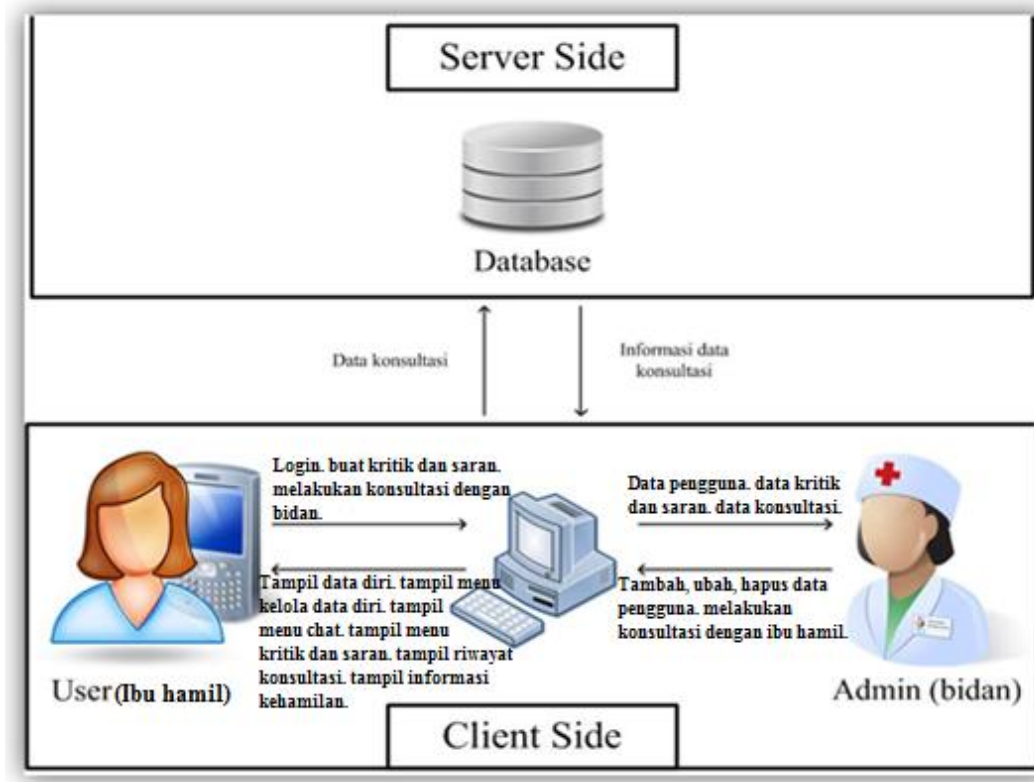 Server Side
Database
Data konsultasi
Informasi data
konsultasi
Login. buat kritik dan saran.
melakukan konsultasi dengan
bidan.
Data pengguna. data kritik
dan saran. data konsultasi.
Tampil data diri. tampil menu
kelola data diri. tampil
menu chat. tampil menu
kritik dan saran. tampil riwayat
konsultasi. tampil informasi
kehamilan.
Tambah, ubah, hapus data
pengguna. melakukan
konsultasi dengan ibu hamil.
User (Ibu hamil)
Admin (bidan)
Client Side